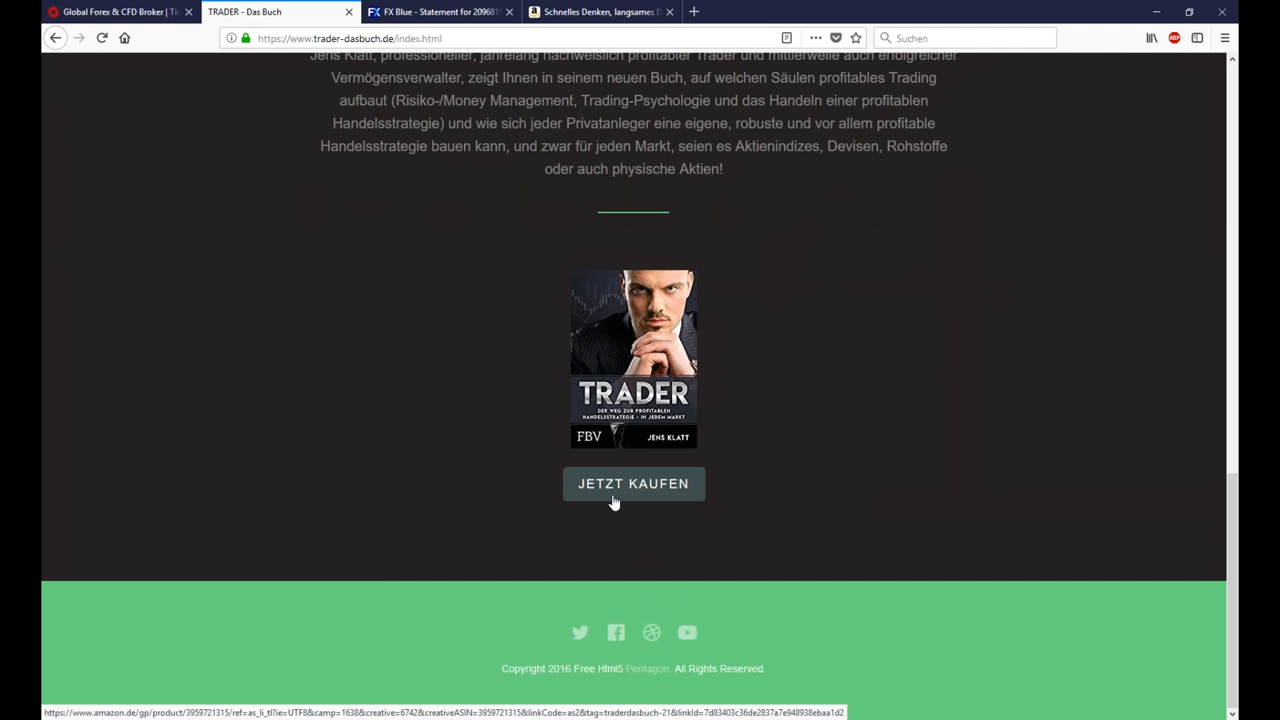 Global Forex & CFD Broker | Ti
TRADER - Das Buch
FX Blue - Statement for 209681
Schnelles Denken, langsames D
https://www.trader-dasbuch.de/index.html
Suchen
Jens Klatt, professioneller, jahrelang nachweislich profitabler Trader und mittlerweile auch erfolgreicher
Vermögensverwalter, zeigt Ihnen in seinem neuen Buch, auf welchen Säulen profitables Trading
aufbaut (Risiko-/Money Management, Trading-Psychologie und das Handeln einer profitablen
Handelsstrategie) und wie sich jeder Privatanleger eine eigene, robuste und vor allem profitable
Handelsstrategie bauen kann, und zwar für jeden Markt, seien es Aktienindizes, Devisen, Rohstoffe
oder auch physische Aktien!
TRADER
DER WEG ZUR PROFITABLEN
HANDELSSTRATEGIE – IN JEDEM MARKT
FBV JENS KLATT
JETZT KAUFEN
Copyright 2016 Free Html5 Pentagon. All Rights Reserved.
https://www.amazon.de/gp/product/3959721315/ref=as_li_tl?ie=UTF8&camp=1638&creative=6742&creativeASIN=3959721315&linkCode=as2&tag=traderdasbuch-21&linkId=7d83403c36de2837a7e948938ebaa1d2